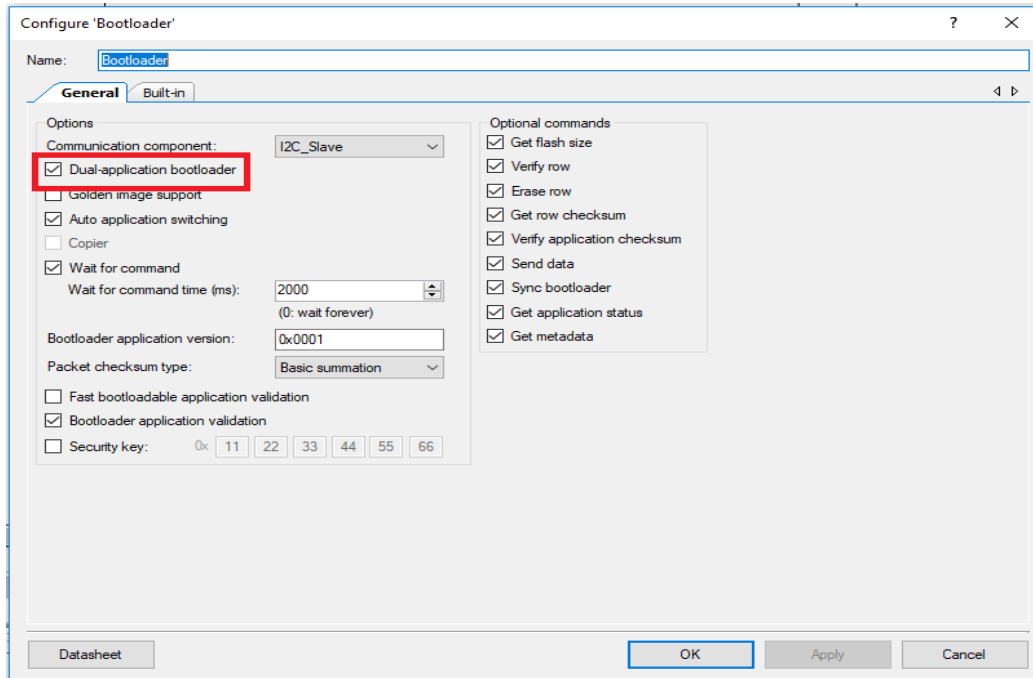 Configure 'Bootloader'
?
Name: Bootloader
General Built-in
Options
Communication component: I2C_Slave
Dual-application bootloader
Golden image support
Auto application switching
Copier
Wait for command
Wait for command time (ms): 2000
(0: wait forever)
Bootloader application version: 0x0001
Packet checksum type: Basic summation
Fast bootloadable application validation
Bootloader application validation
Security key: 0x 11 22 33 44 55 66
Optional commands
Get flash size
Verify row
Erase row
Get row checksum
Verify application checksum
Send data
Sync bootloader
Get application status
Get metadata
Datasheet OK Apply Cancel